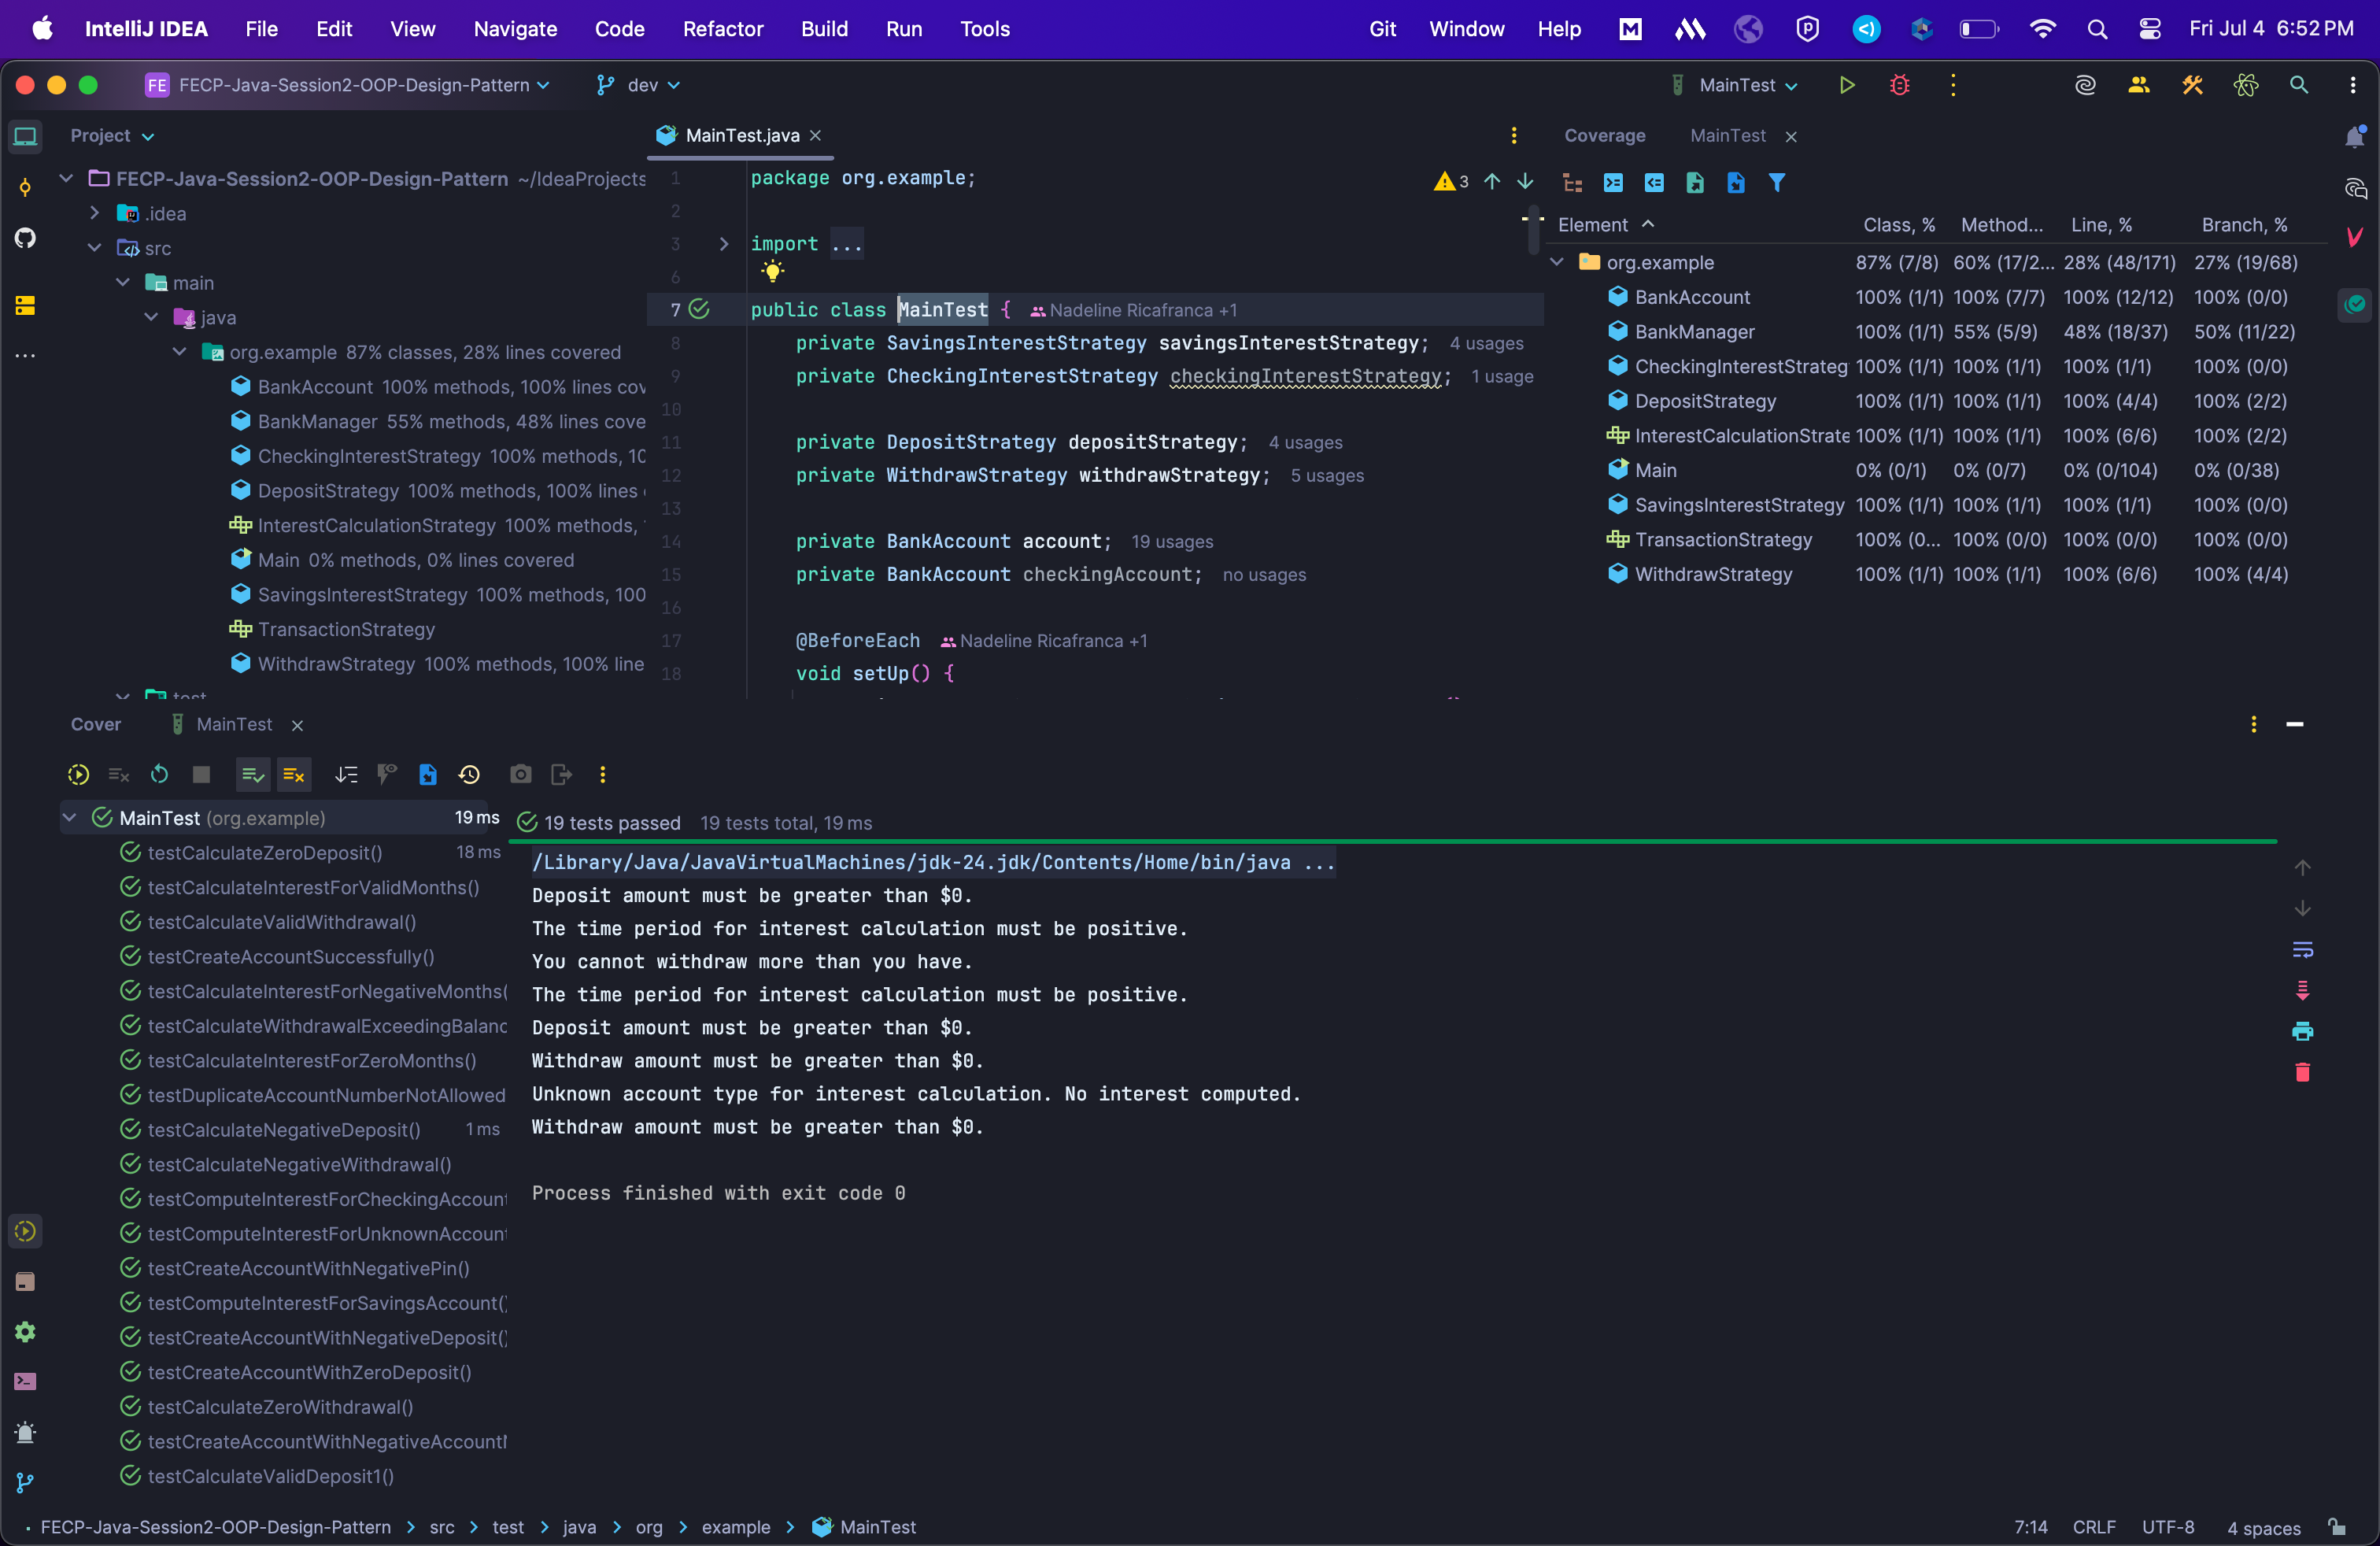 IntelliJ IDEA File Edit View Navigate Code Refactor Build Run Tools Git Window Help Fri Jul 4 6:52 PM
FE FECP-Java-Session2-OOP-Design-Pattern dev MainTest
Project
FECP-Java-Session2-OOP-Design-Pattern ~/IdeaProjects
.idea
src
main
java
org.example 87% classes, 28% lines covered
BankAccount 100% methods, 100% lines cov
BankManager 55% methods, 48% lines cove
CheckingInterestStrategy 100% methods, 10
DepositStrategy 100% methods, 100% lines
InterestCalculationStrategy 100% methods,
Main 0% methods, 0% lines covered
SavingsInterestStrategy 100% methods, 100
TransactionStrategy
WithdrawStrategy 100% methods, 100% line
test
MainTest.java
3
1 package org.example;
2
3 import ...
6
7 public class MainTest { Nadeline Ricafranca +1
8 private SavingsInterestStrategy savingsInterestStrategy; 4 usages
9 private CheckingInterestStrategy checkingInterestStrategy; 1 usage
10
11 private DepositStrategy depositStrategy; 4 usages
12 private WithdrawStrategy withdrawStrategy; 5 usages
13
14 private BankAccount account; 19 usages
15 private BankAccount checkingAccount; no usages
16
17 @BeforeEach Nadeline Ricafranca +1
18 void setUp() {
Coverage MainTest
Element Class, % Method... Line, % Branch, %
org.example 87% (7/8) 60% (17/2... 28% (48/171) 27% (19/68)
BankAccount 100% (1/1) 100% (7/7) 100% (12/12) 100% (0/0)
BankManager 100% (1/1) 55% (5/9) 48% (18/37) 50% (11/22)
CheckingInterestStrateg 100% (1/1) 100% (1/1) 100% (1/1) 100% (0/0)
DepositStrategy 100% (1/1) 100% (1/1) 100% (4/4) 100% (2/2)
InterestCalculationStrate 100% (1/1) 100% (1/1) 100% (6/6) 100% (2/2)
Main 0% (0/1) 0% (0/7) 0% (0/104) 0% (0/38)
SavingsInterestStrategy 100% (1/1) 100% (1/1) 100% (1/1) 100% (0/0)
TransactionStrategy 100% (0... 100% (0/0) 100% (0/0) 100% (0/0)
WithdrawStrategy 100% (1/1) 100% (1/1) 100% (6/6) 100% (4/4)
Cover MainTest
MainTest (org.example) 19 ms
testCalculateZeroDeposit() 18 ms
testCalculateInterestForValidMonths()
testCalculateValidWithdrawal()
testCreateAccountSuccessfully()
testCalculateInterestForNegativeMonths(
testCalculateWithdrawalExceedingBalanc
testCalculateInterestForZeroMonths()
testDuplicateAccountNumberNotAllowed
testCalculateNegativeDeposit() 1 ms
testCalculateNegativeWithdrawal()
testComputeInterestForCheckingAccount
testComputeInterestForUnknownAccount
testCreateAccountWithNegativePin()
testComputeInterestForSavingsAccount()
testCreateAccountWithNegativeDeposit()
testCreateAccountWithZeroDeposit()
testCalculateZeroWithdrawal()
testCreateAccountWithNegativeAccountN
testCalculateValidDeposit1()
19 tests passed 19 tests total, 19 ms
/Library/Java/JavaVirtualMachines/jdk-24.jdk/Contents/Home/bin/java ...
Deposit amount must be greater than $0.
The time period for interest calculation must be positive.
You cannot withdraw more than you have.
The time period for interest calculation must be positive.
Deposit amount must be greater than $0.
Withdraw amount must be greater than $0.
Unknown account type for interest calculation. No interest computed.
Withdraw amount must be greater than $0.
Process finished with exit code 0
FECP-Java-Session2-OOP-Design-Pattern > src > test > java > org > example > MainTest 7:14 CRLF UTF-8 4 spaces